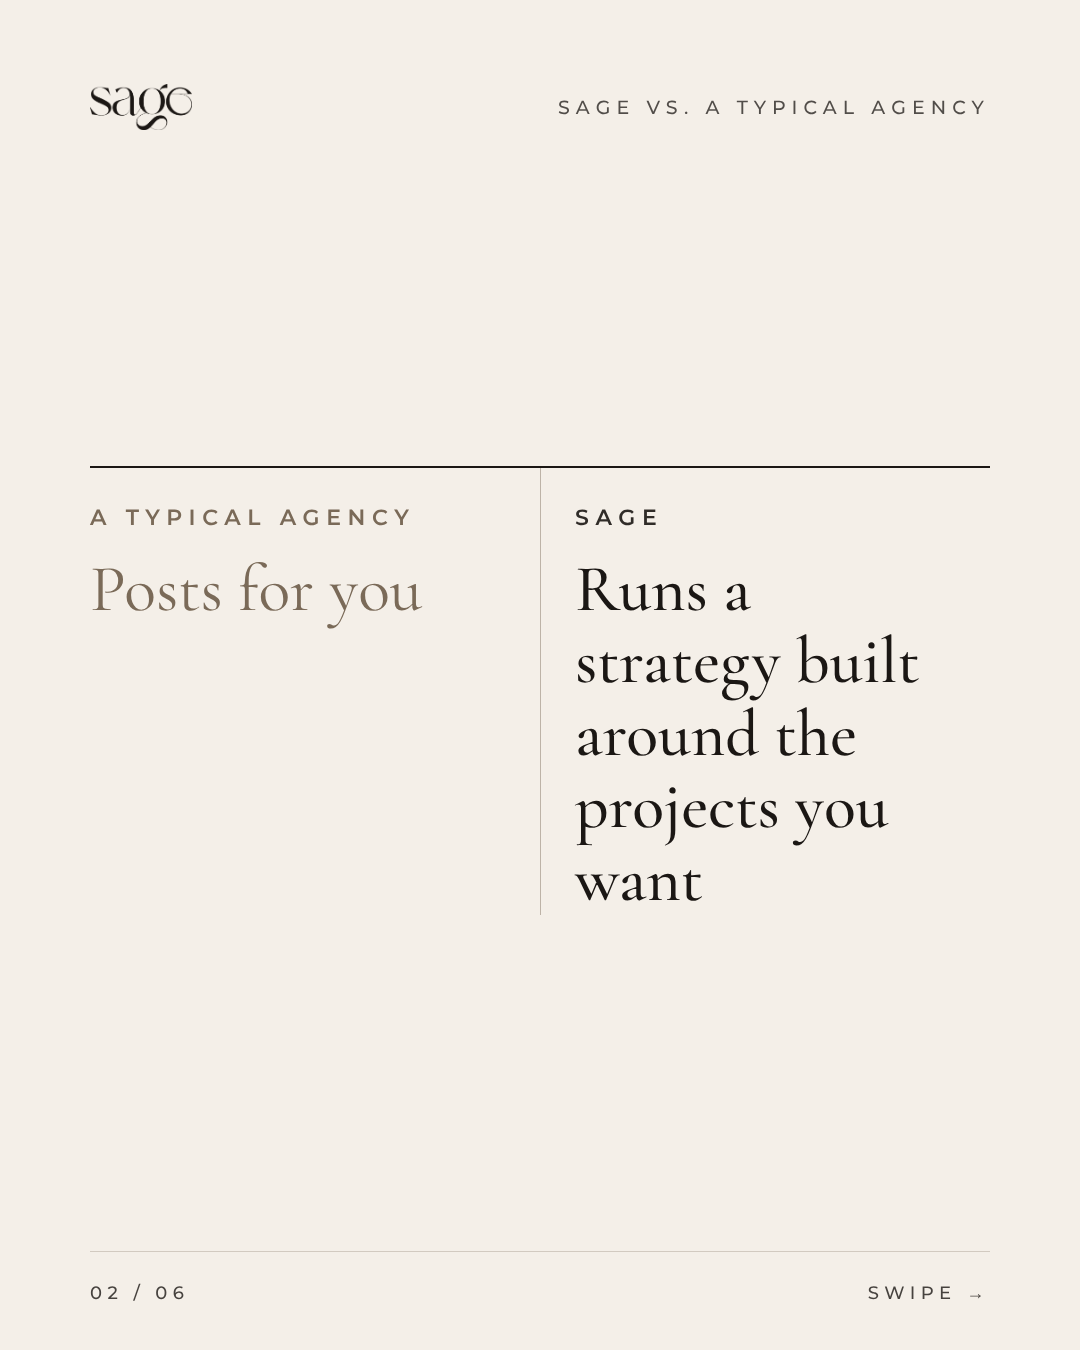 sage
SAGE VS. A TYPICAL AGENCY
A TYPICAL AGENCY
Posts for you
SAGE
Runs a
strategy built
around the
projects you
want
02 / 06
SWIPE →